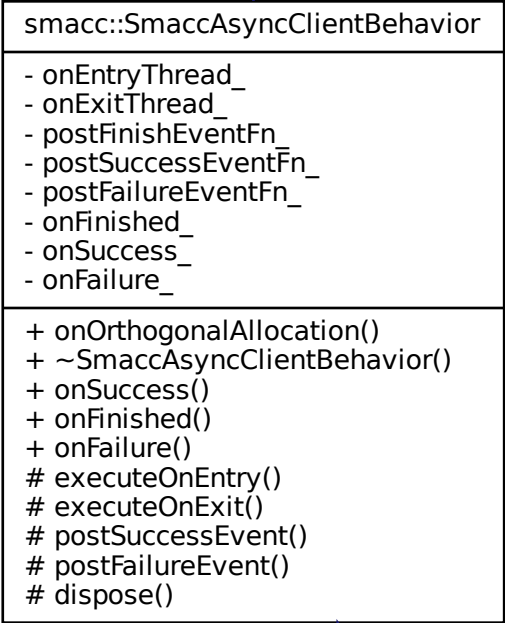 smacc::SmaccAsyncClientBehavior
- onEntryThread_
- onExitThread_
- postFinishEventFn_
- postSuccessEventFn_
- postFailureEventFn_
- onFinished_
- onSuccess_
- onFailure_
+ onOrthogonalAllocation()
+ ~SmaccAsyncClientBehavior()
+ onSuccess()
+ onFinished()
+ onFailure()
# executeOnEntry()
# executeOnExit()
# postSuccessEvent()
# postFailureEvent()
# dispose()